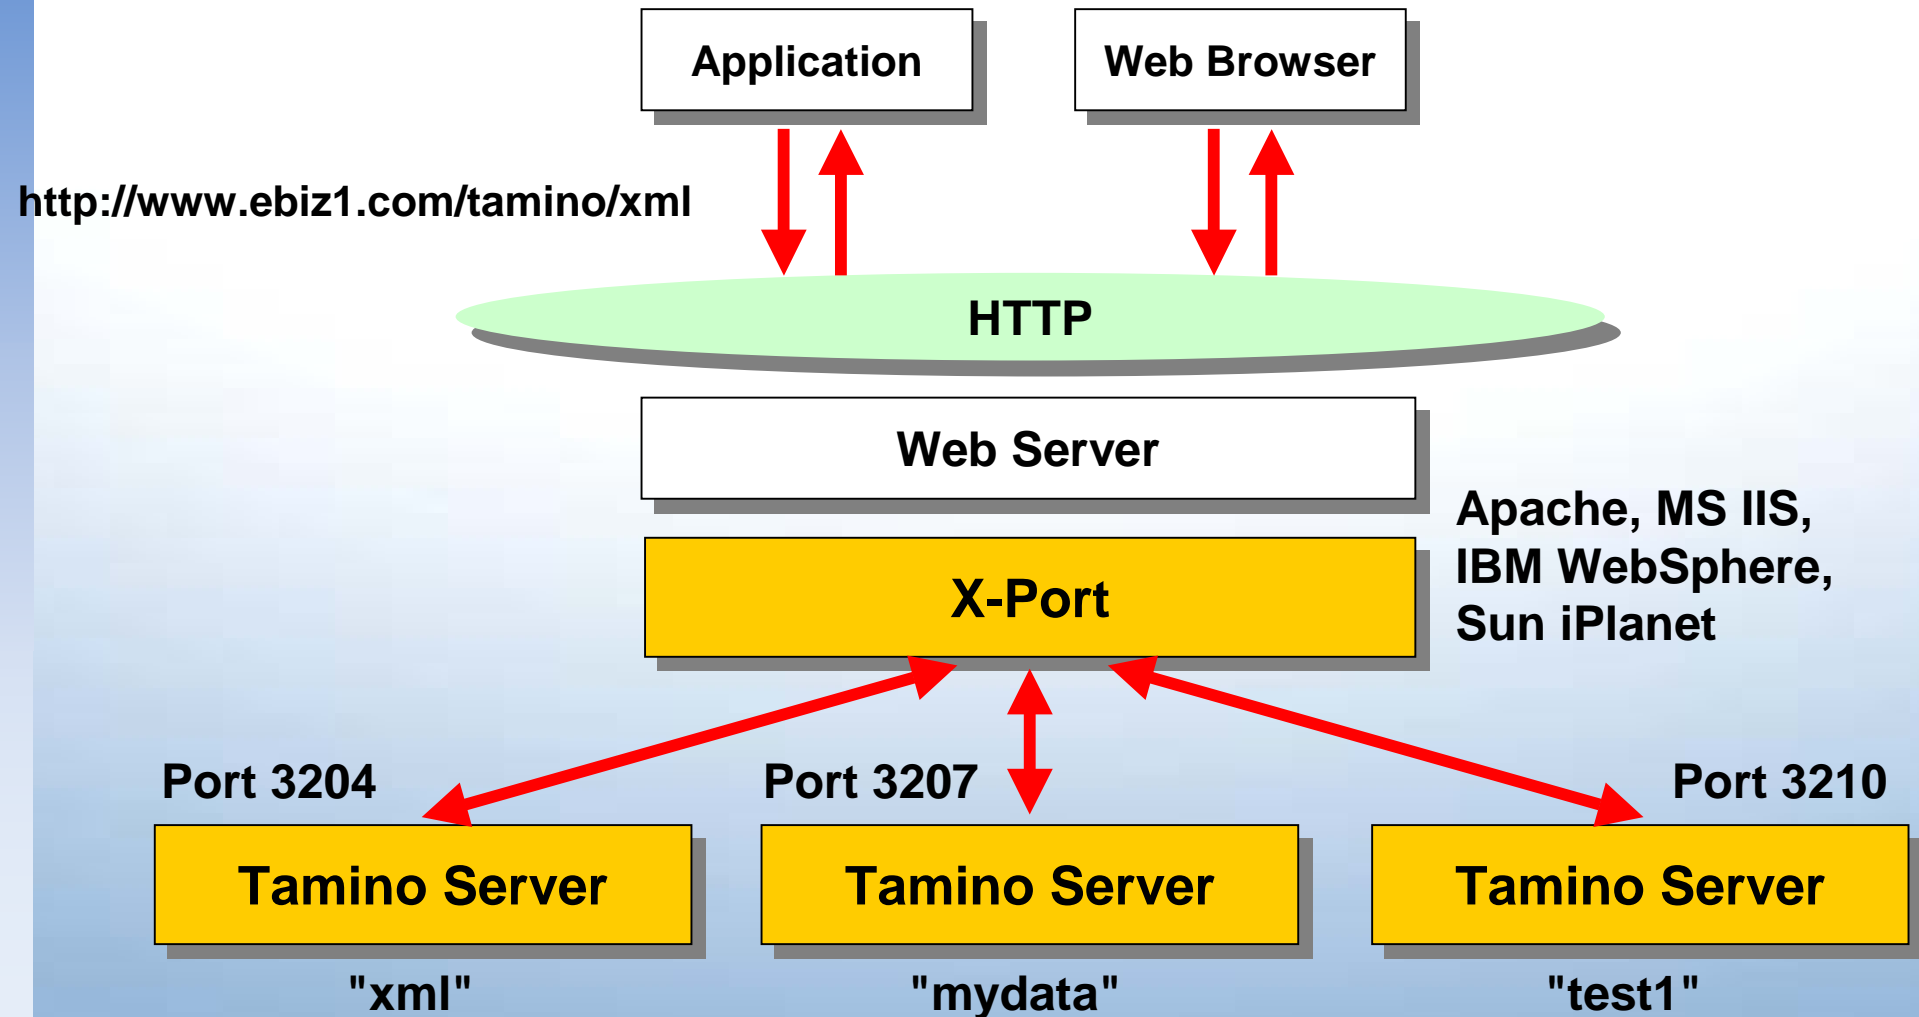 Application
Web Browser
http://www.ebiz1.com/tamino/xml
HTTP
Web Server
Apache, MS IIS,
IBM WebSphere,
Sun iPlanet
X-Port
Port 3204
Port 3207
Port 3210
Tamino Server
Tamino Server
Tamino Server
"xml"
"mydata"
"test1"